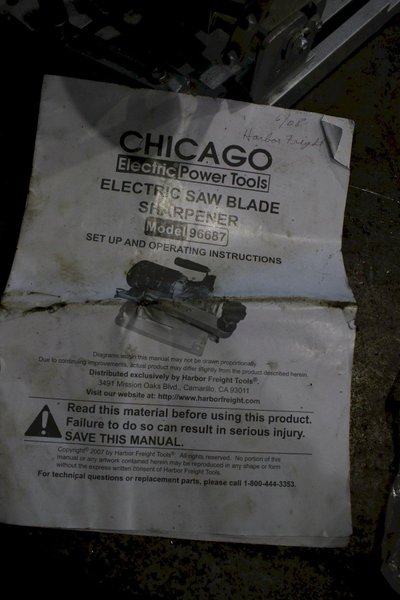 6/08
Harbor Freight
CHICAGO
Electric Power Tools
ELECTRIC SAW BLADE
SHARPENER
Model 96687
SET UP AND OPERATING INSTRUCTIONS
Diagrams within this manual may not be drawn proportionally.
Due to continuing improvements, actual product may differ slightly from the product described herein.
Distributed exclusively by Harbor Freight Tools®.
3491 Mission Oaks Blvd., Camarillo, CA 93011
Visit our website at: http://www.harborfreight.com
Read this material before using this product.
Failure to do so can result in serious injury.
SAVE THIS MANUAL.
Copyright© 2007 by Harbor Freight Tools®. All rights reserved. No portion of this
manual or any artwork contained herein may be reproduced in any shape or form
without the express written consent of Harbor Freight Tools.
For technical questions or replacement parts, please call 1-800-444-3353.